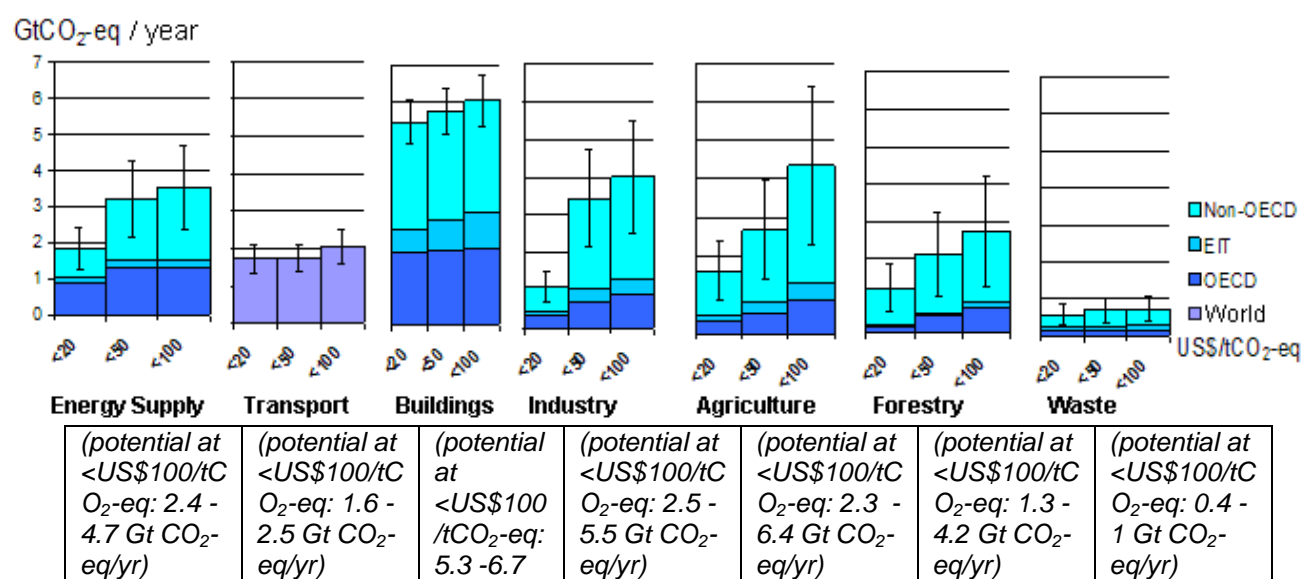 GtCO₂-eq / year
7
6
5
4
3
2
1
0
<20 <50 <100
<20 <50 <100
<20 <50 <100
<20 <50 <100
<20 <50 <100
<20 <50 <100
<20 <50 <100
Non-OECD
EIT
OECD
World
US$/tCO₂-eq
Energy Supply Transport Buildings Industry Agriculture Forestry Waste
(potential at
<US$100/tC
O₂-eq: 2.4 -
4.7 Gt CO₂-
eq/yr)
(potential at
<US$100/tC
O₂-eq: 1.6 -
2.5 Gt CO₂-
eq/yr)
(potential
at
<US$100
/tCO₂-eq:
5.3 -6.7
(potential at
<US$100/tC
O₂-eq: 2.5 -
5.5 Gt CO₂-
eq/yr)
(potential at
<US$100/tC
O₂-eq: 2.3 -
6.4 Gt CO₂-
eq/yr)
(potential at
<US$100/tC
O₂-eq: 1.3 -
4.2 Gt CO₂-
eq/yr)
(potential at
<US$100/tC
O₂-eq: 0.4 -
1 Gt CO₂-
eq/yr)